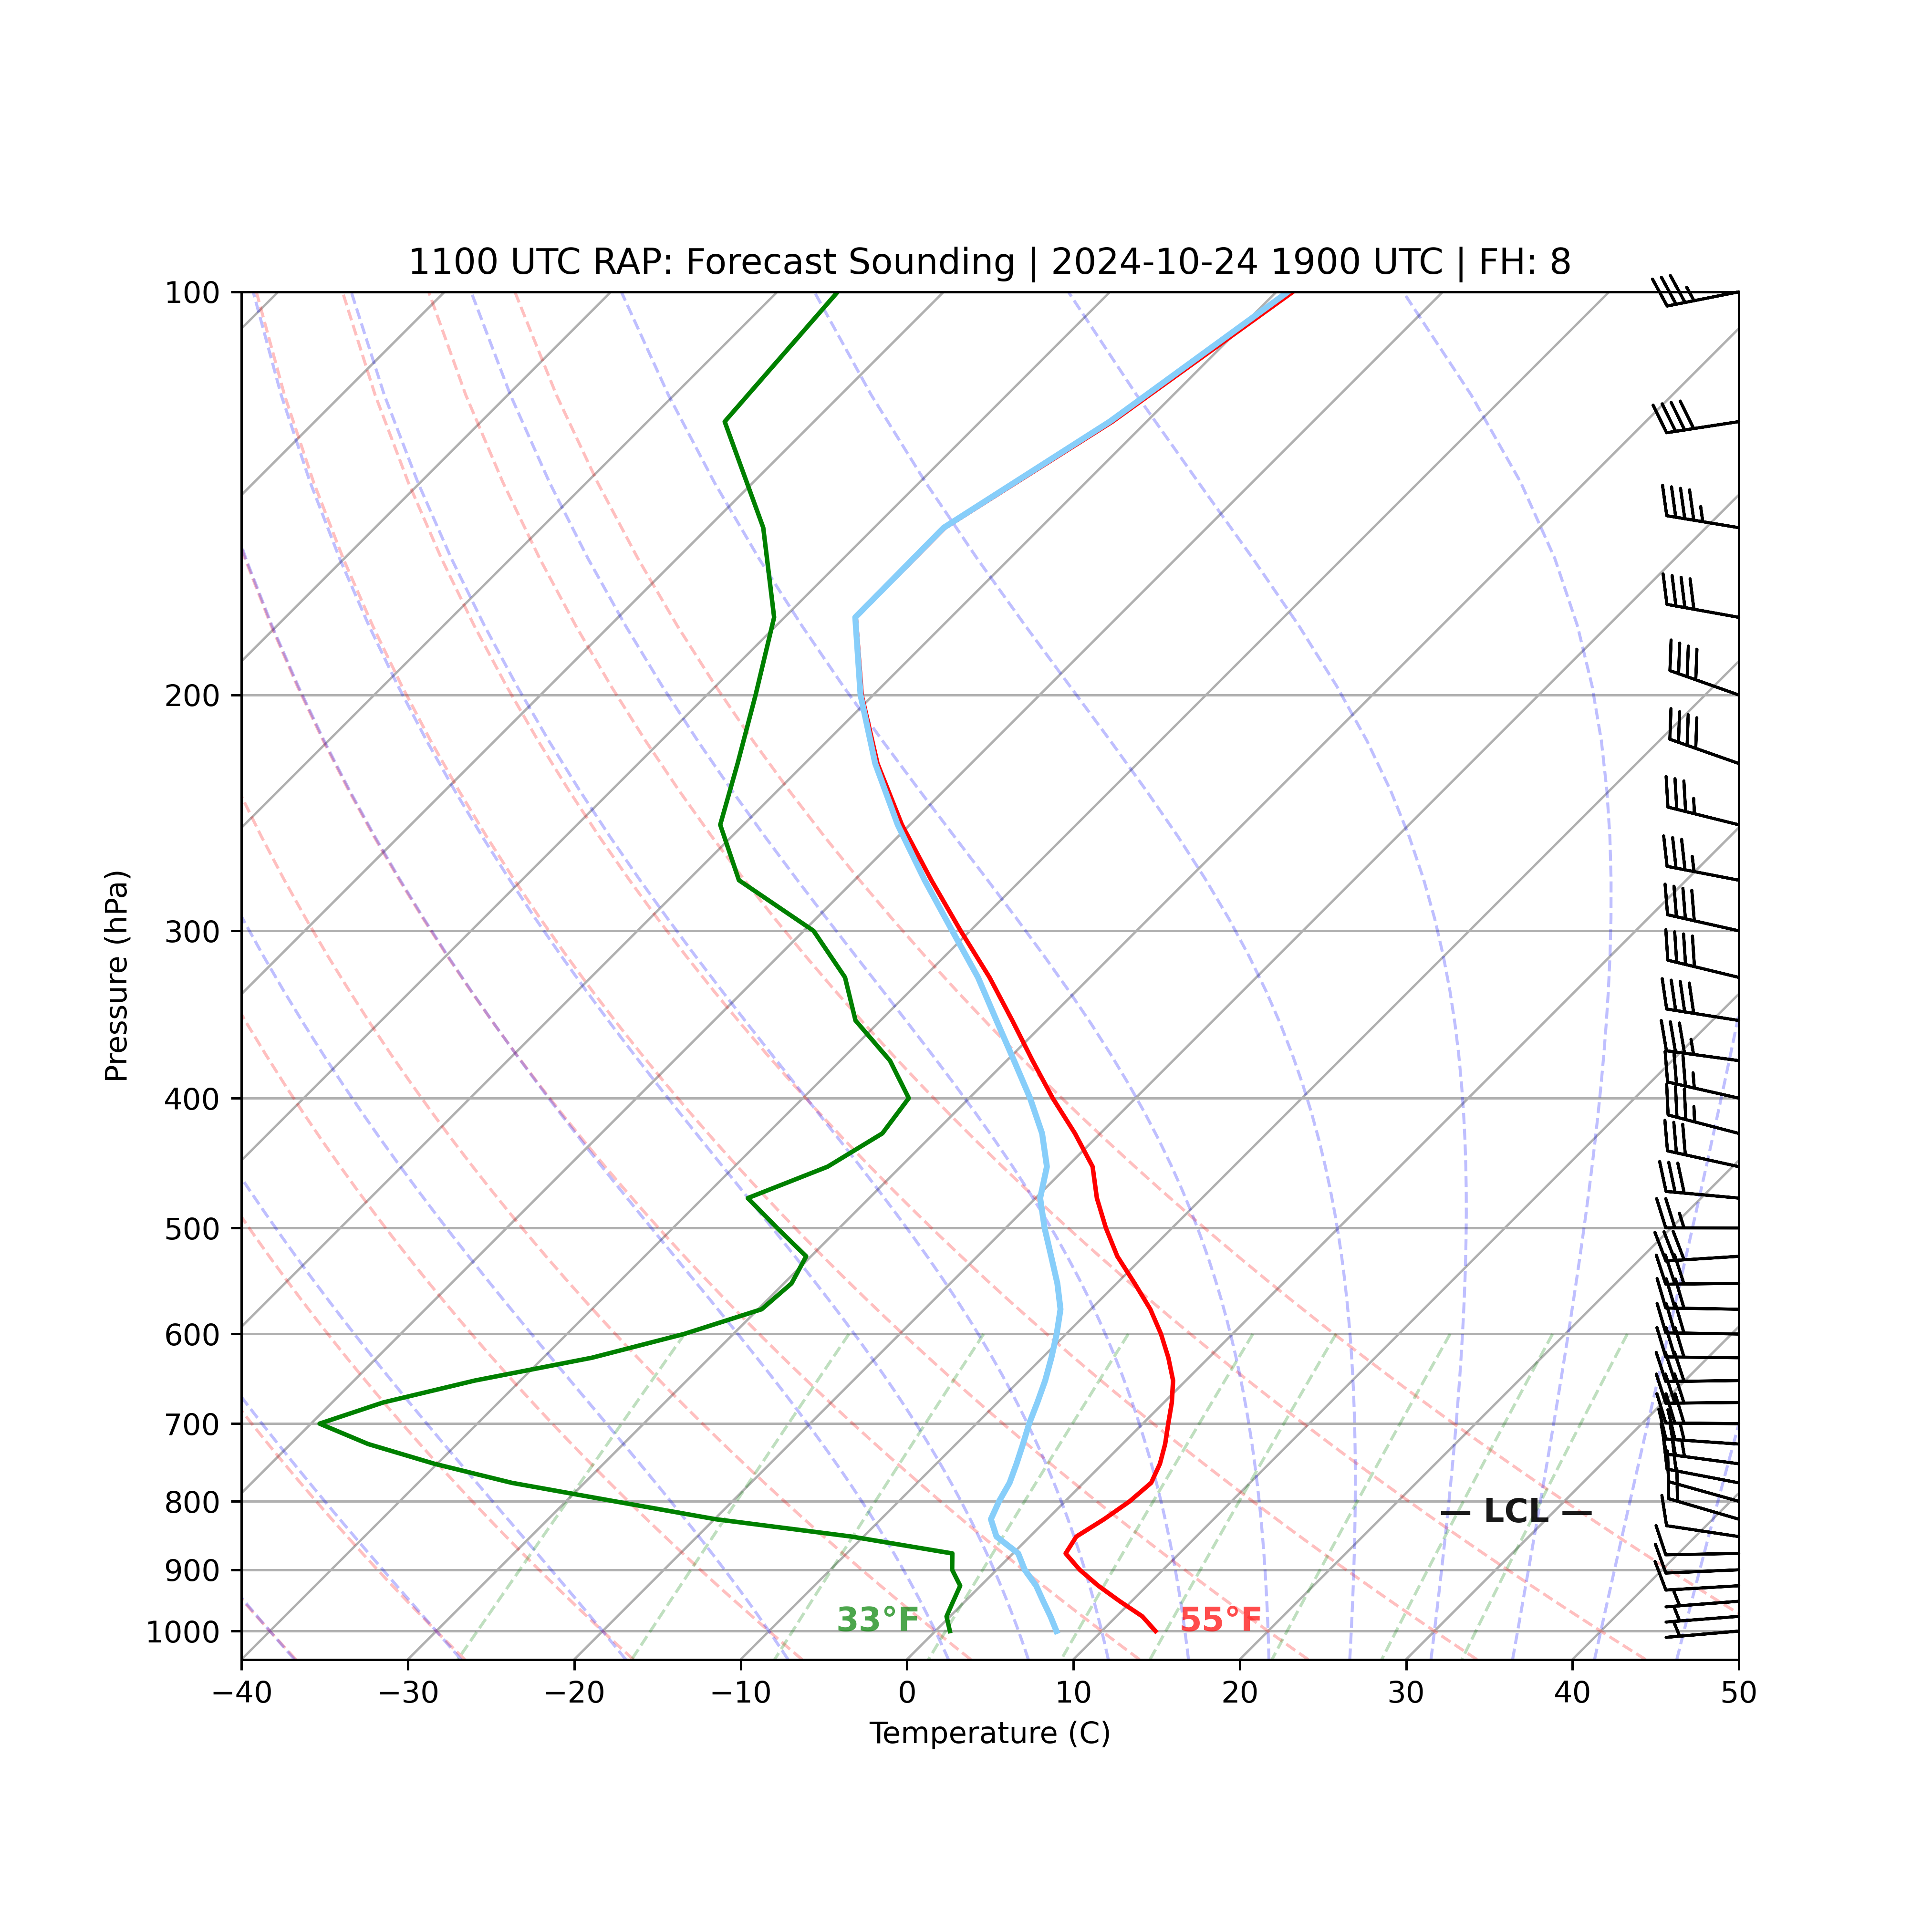 1100 UTC RAP: Forecast Sounding | 2024-10-24 1900 UTC | FH: 8
100
200
300
400
500
600
700
800
900
1000
Pressure (hPa)
— LCL —
33°F
55°F
−40 −30 −20 −10 0 10 20 30 40 50
Temperature (C)